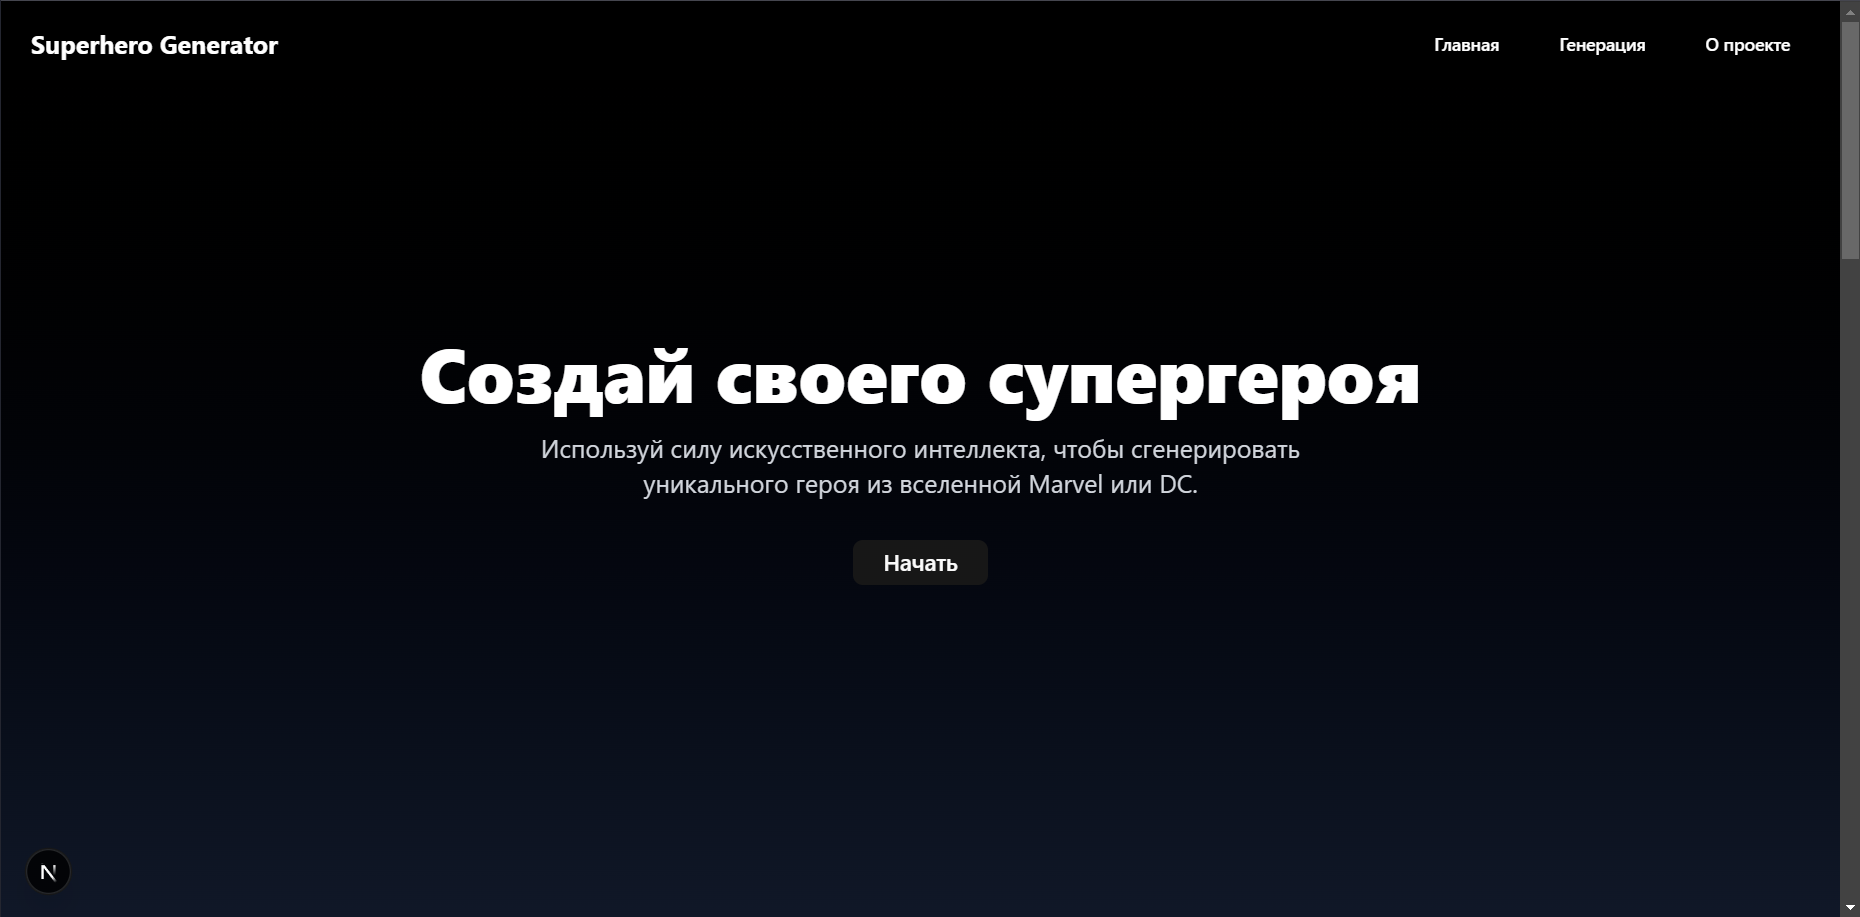 Superhero Generator
Главная
Генерация
О проекте
Создай своего супергероя
Используй силу искусственного интеллекта, чтобы сгенерировать
уникального героя из вселенной Marvel или DC.
Начать
N